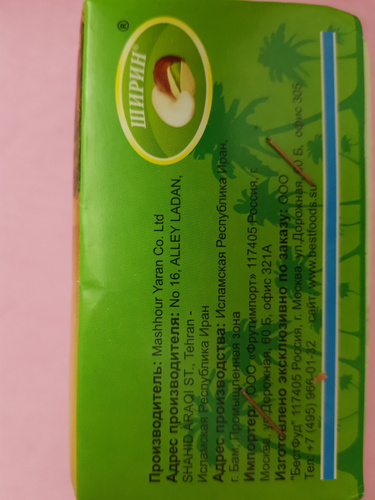 ШИРИН®
®
Производитель: Mashhour Yaran Co. Ltd
Адрес производителя: No 16, ALLEY LADAN,
SHAHID ARAQI ST., Tehran -
Исламская Республика Иран
Адрес производства: Исламская Республика Иран,
г. Бам, Промышленная зона
Импортер: ООО «Фрутимпорт» 117405 Россия, г.
Москва, ул. Дорожная, 60 Б, офис 321А
Изготовлено эксклюзивно по заказу: ООО
"БестФуд" 117405 Россия, г. Москва, ул. Дорожная, 60 Б, офис 305
Тел: +7 (495) 966-01-32 сайт: www.bestfoods.su